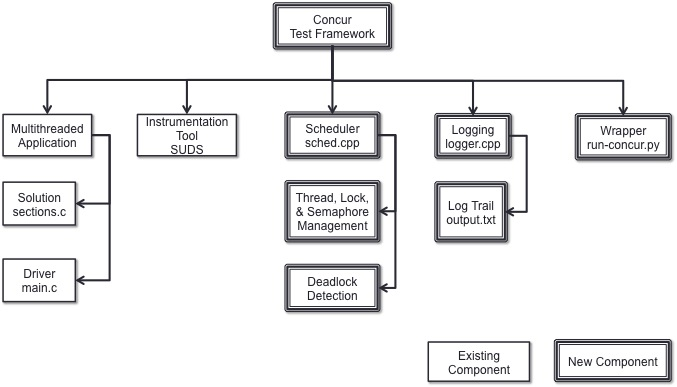 Concur
Test Framework
Multithreaded
Application
Instrumentation
Tool
SUDS
Scheduler
sched.cpp
Logging
logger.cpp
Wrapper
run-concur.py
Solution
sections.c
Thread, Lock,
& Semaphore
Management
Log Trail
output.txt
Driver
main.c
Deadlock
Detection
Existing
Component
New Component